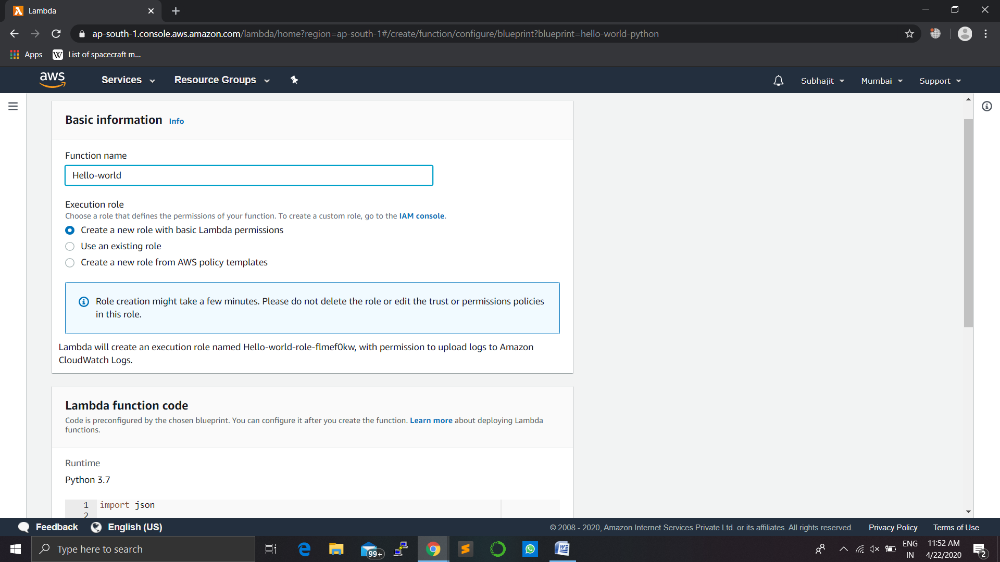 Lambda
ap-south-1.console.aws.amazon.com/lambda/home?region=ap-south-1#/create/function/configure/blueprint?blueprint=hello-world-python
Apps
W List of spacecraft m...
aws Services Resource Groups Subhajit Mumbai Support
Basic information Info
Function name
Hello-world
Execution role
Choose a role that defines the permissions of your function. To create a custom role, go to the IAM console.
Create a new role with basic Lambda permissions
Use an existing role
Create a new role from AWS policy templates
Role creation might take a few minutes. Please do not delete the role or edit the trust or permissions policies
in this role.
Lambda will create an execution role named Hello-world-role-flmef0kw, with permission to upload logs to Amazon
CloudWatch Logs.
Lambda function code
Code is preconfigured by the chosen blueprint. You can configure it after you create the function. Learn more about deploying Lambda
functions.
Runtime
Python 3.7
1 import json
2
Feedback English (US) © 2008 - 2020, Amazon Internet Services Private Ltd. or its affiliates. All rights reserved. Privacy Policy Terms of Use
Type here to search
99+
ENG
IN
11:52 AM
4/22/2020
2